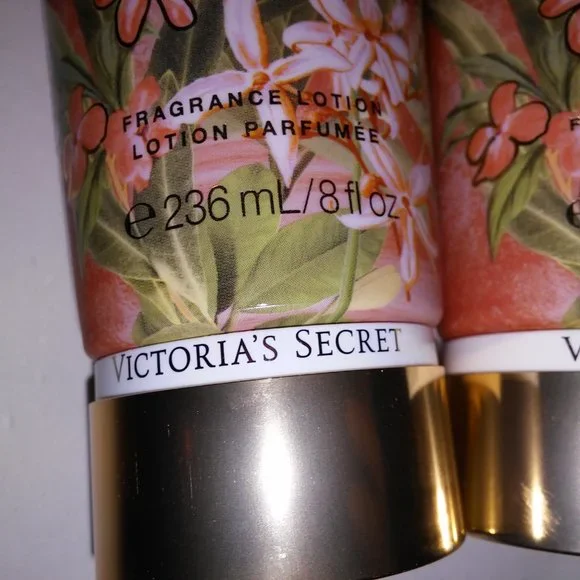 FRAGRANCE LOTION
LOTION PARFUMÉE
℮ 236 mL/8 fl oz
VICTORIA'S SECRET
F
℮
V